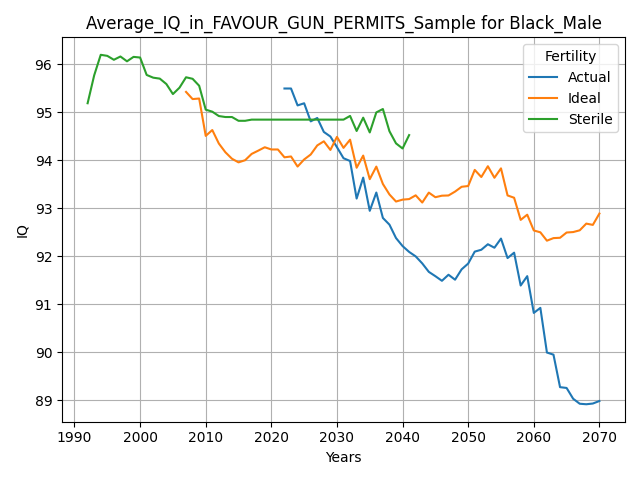 Average_IQ_in_FAVOUR_GUN_PERMITS_Sample for Black_Male
Fertility
Actual
Ideal
Sterile
IQ
96
95
94
93
92
91
90
89
1990 2000 2010 2020 2030 2040 2050 2060 2070
Years